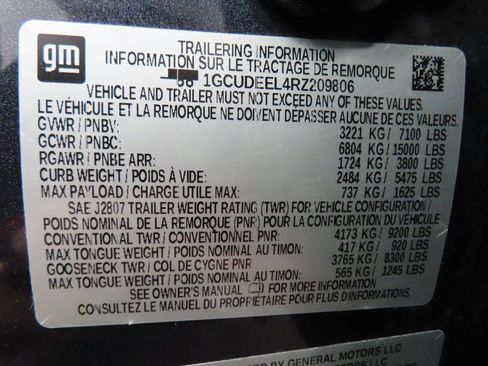 gm
TRAILERING INFORMATION
INFORMATION SUR LE TRACTAGE DE REMORQUE
1GCUDEEL4RZ209806
VEHICLE AND TRAILER MUST NOT EXCEED ANY OF THESE VALUES.
LE VÉHICULE ET LA REMORQUE NE DOIVENT DÉPASSER AUCUNE DE CES VALEURS.
GVWR / PNBV: 3221 KG / 7100 LBS
GCWR / PNBC: 6804 KG / 15000 LBS
RGAWR / PNBE ARR: 1724 KG / 3800 LBS
CURB WEIGHT / POIDS À VIDE: 2484 KG / 5475 LBS
MAX PAYLOAD / CHARGE UTILE MAX: 737 KG / 1625 LBS
SAE J2807 TRAILER WEIGHT RATING (TWR) FOR VEHICLE CONFIGURATION /
POIDS NOMINAL DE LA REMORQUE (PNR) POUR LA CONFIGURATION DU VÉHICULE
CONVENTIONAL TWR / CONVENTIONNEL PNR: 4173 KG / 9200 LBS
MAX TONGUE WEIGHT / POIDS NOMINAL AU TIMON: 417 KG / 920 LBS
GOOSENECK TWR / COL DE CYGNE PNR 3765 KG / 8300 LBS
MAX TONGUE WEIGHT / POIDS NOMINAL AU TIMON: 565 KG / 1245 LBS
SEE OWNER'S MANUAL FOR MORE INFORMATION
CONSULTEZ LE MANUEL DU PROPRIÉTAIRE POUR PLUS D'INFORMATION.
BY GENERAL MOTORS LLC